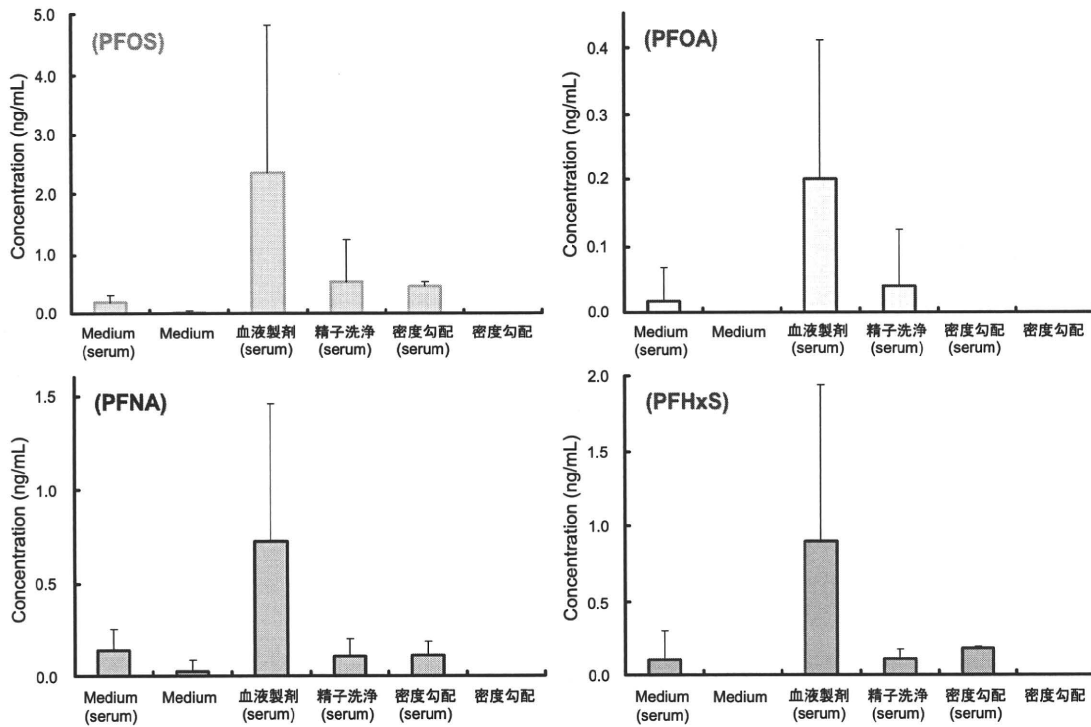 (PFOS)
Concentration (ng/mL)
5.0
4.0
3.0
2.0
1.0
0.0
Medium
(serum)
Medium
血液製剤
(serum)
精子洗浄
(serum)
密度勾配
(serum)
密度勾配
(PFOA)
Concentration (ng/mL)
0.4
0.2
0.1
0.0
Medium
(serum)
Medium
血液製剤
(serum)
精子洗浄
(serum)
密度勾配
(serum)
密度勾配
(PFNA)
Concentration (ng/mL)
1.5
1.0
0.5
0.0
Medium
(serum)
Medium
血液製剤
(serum)
精子洗浄
(serum)
密度勾配
(serum)
密度勾配
(PFHxS)
Concentration (ng/mL)
2.0
1.5
1.0
0.5
0.0
Medium
(serum)
Medium
血液製剤
(serum)
精子洗浄
(serum)
密度勾配
(serum)
密度勾配